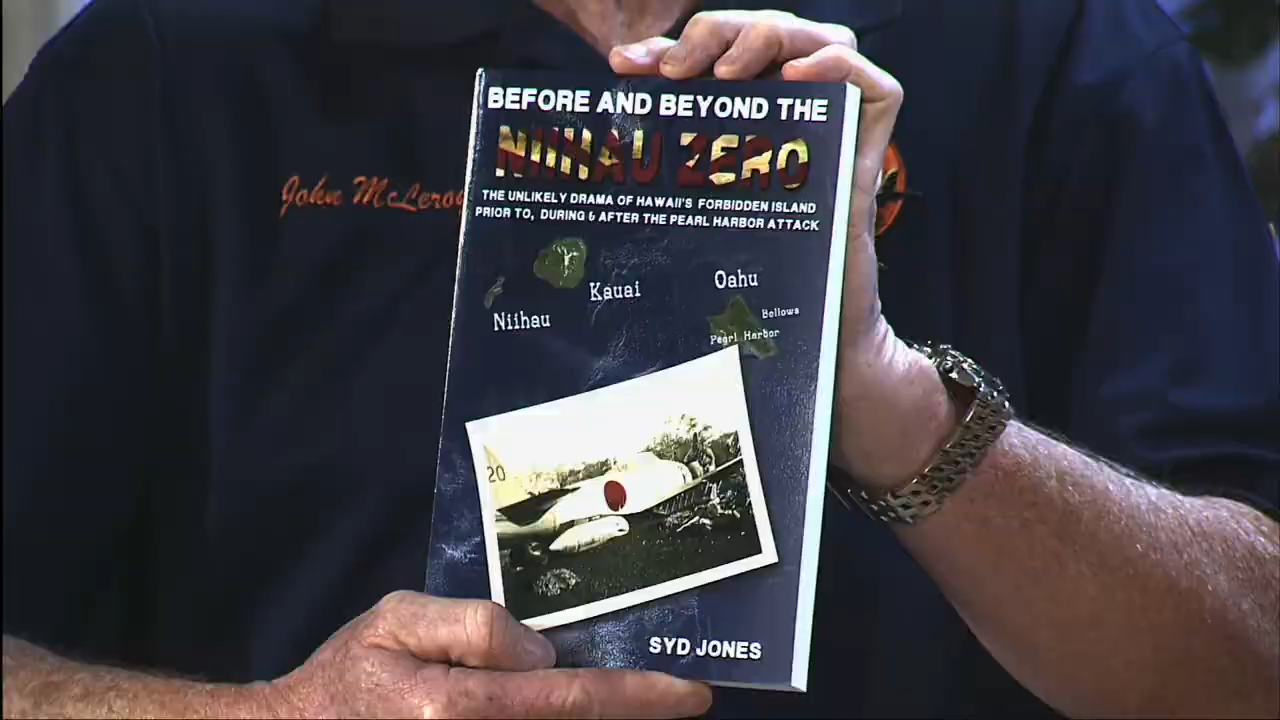 BEFORE AND BEYOND THE
NIIHAU ZERO
THE UNLIKELY DRAMA OF HAWAII'S FORBIDDEN ISLAND
PRIOR TO, DURING & AFTER THE PEARL HARBOR ATTACK
John McLeroy
Kauai
Oahu
Niihau
Bellows
Pearl Harbor
20
SYD JONES